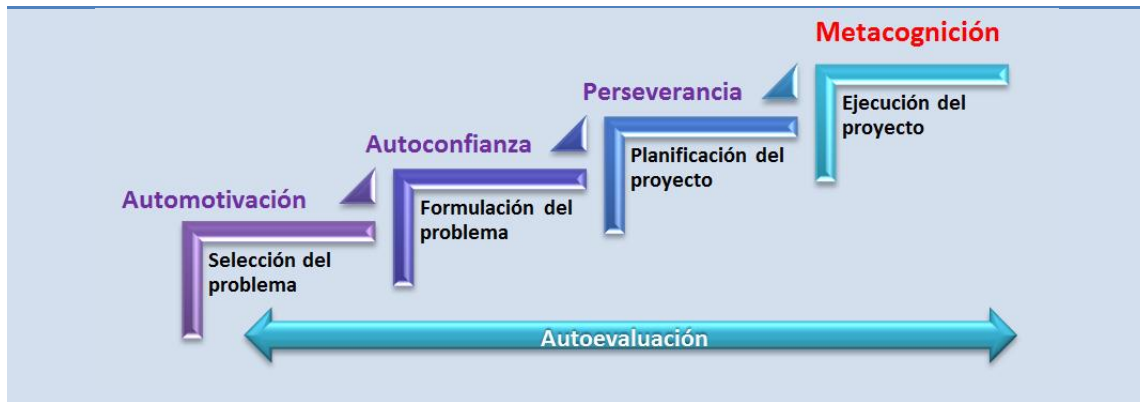 Metacognición
Perseverancia
Ejecución del
proyecto
Autoconfianza
Planificación del
proyecto
Automotivación
Formulación del
problema
Selección del
problema
Autoevaluación